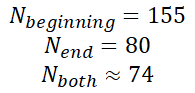 N_beginning = 155
N_end = 80
N_both ≈ 74